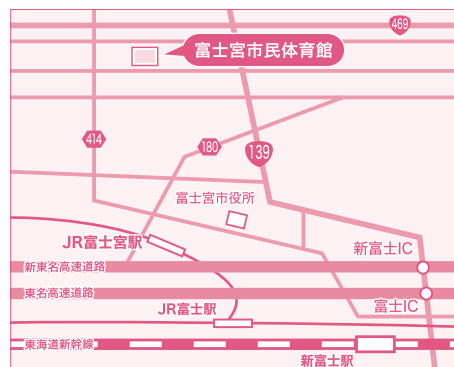 469
富士宮市民体育館
414
180
139
富士宮市役所
JR富士宮駅
新富士IC
新東名高速道路
東名高速道路
JR富士駅
富士IC
東海道新幹線
新富士駅